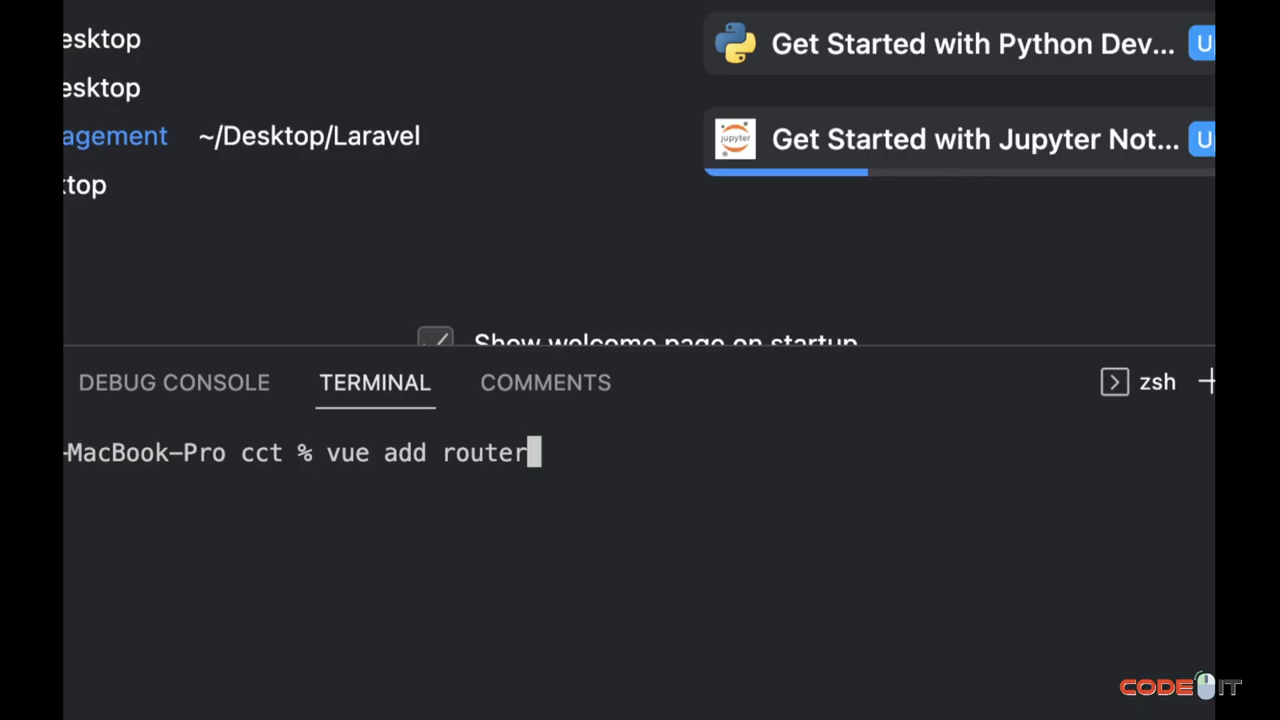 esktop
esktop
agement ~/Desktop/Laravel
ktop
Get Started with Python Dev... U
Get Started with Jupyter Not... U
jupyter
Show welcome page on startup
DEBUG CONSOLE TERMINAL COMMENTS
zsh
-MacBook-Pro cct % vue add router
CODE IT